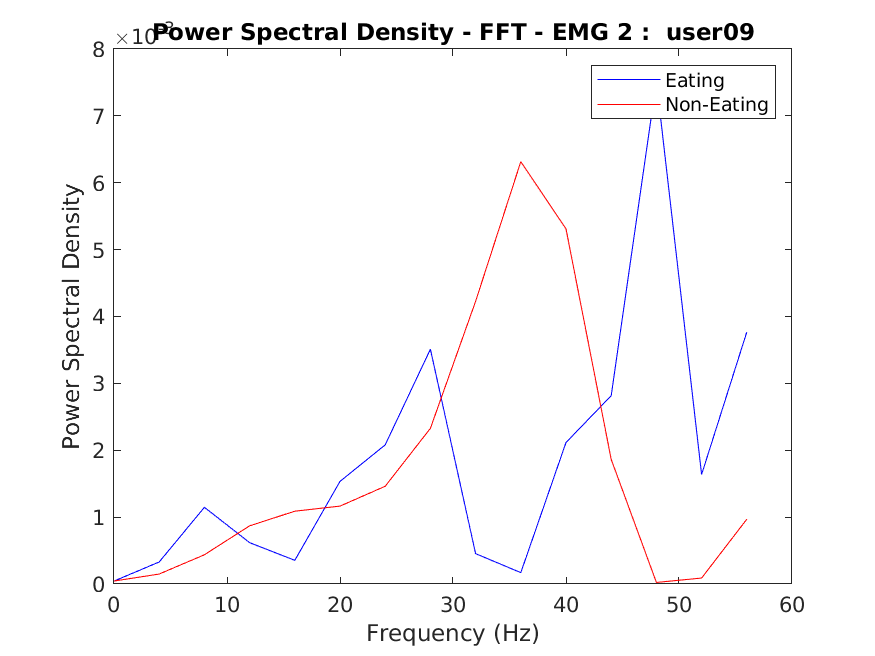 Power Spectral Density - FFT - EMG 2 :  user09
×10
8
7
6
5
4
3
2
1
0
Power Spectral Density
Eating
Non-Eating
0 10 20 30 40 50 60
Frequency (Hz)